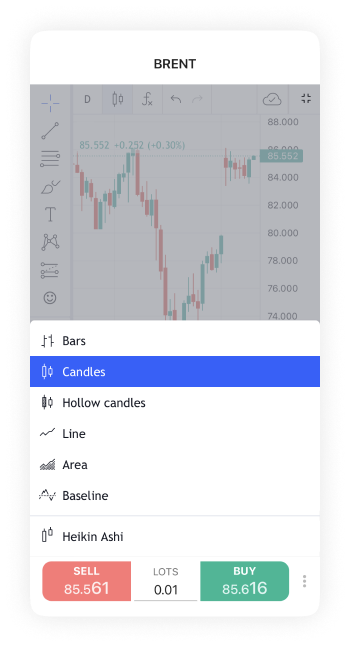 BRENT
D
85.552 +0.252 (+0.30%)
88.000
86.000
85.552
84.000
82.000
80.000
78.000
76.000
74.000
Bars
Candles
Hollow candles
Line
Area
Baseline
Heikin Ashi
SELL
85.561
LOTS
0.01
BUY
85.616